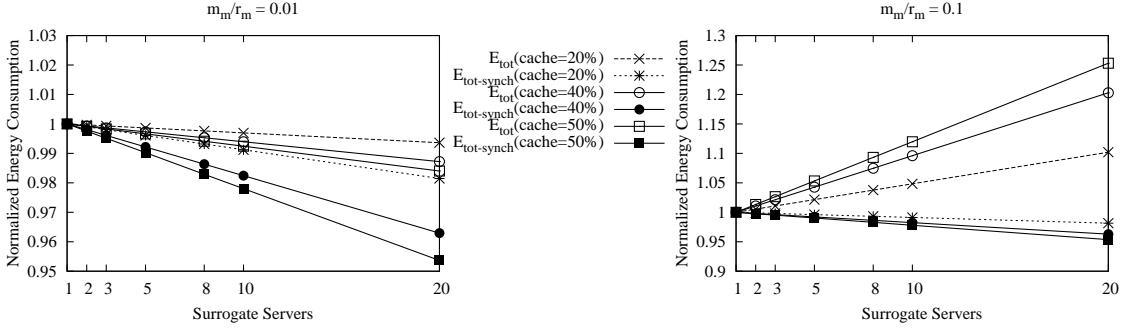 m_m/r_m = 0.01
1.03
1.02
1.01
1
0.99
0.98
0.97
0.96
0.95
Normalized Energy Consumption
1 2 3 5 8 10 20
Surrogate Servers
E_tot(cache=20%)
E_tot-synch(cache=20%)
E_tot(cache=40%)
E_tot-synch(cache=40%)
E_tot(cache=50%)
E_tot-synch(cache=50%)
m_m/r_m = 0.1
1.3
1.25
1.2
1.15
1.1
1.05
1
0.95
0.9
Normalized Energy Consumption
1 2 3 5 8 10 20
Surrogate Servers